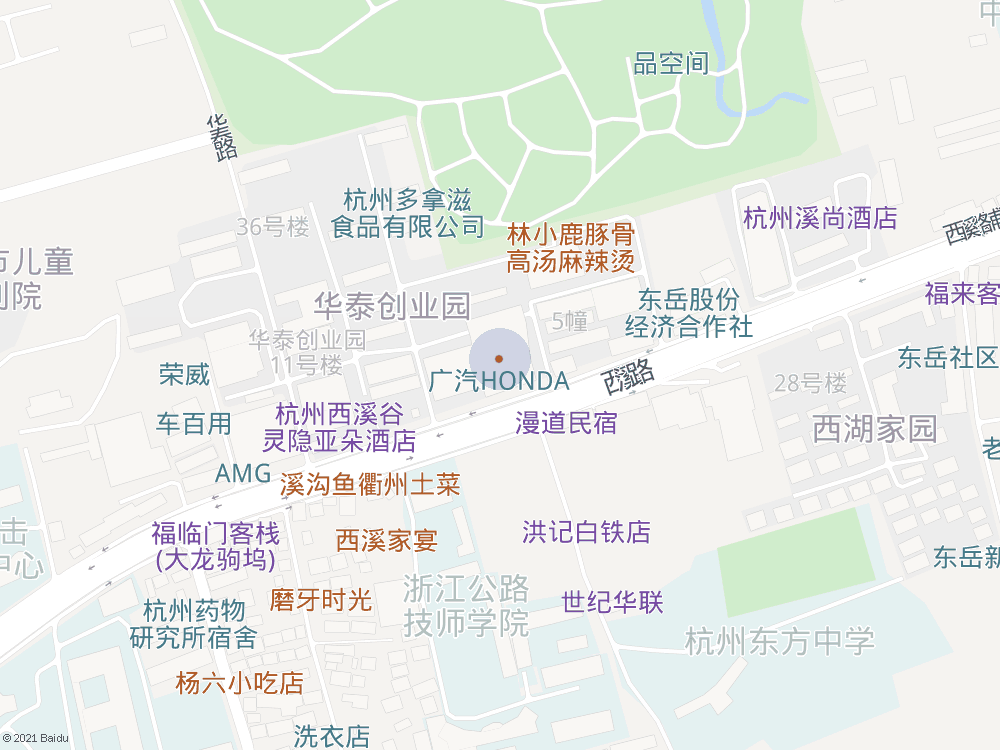 中
品空间
华泰路
杭州多拿滋
食品有限公司
36号楼
林小鹿豚骨
高汤麻辣烫
杭州溪尚酒店
西溪路
儿童
院
福来客
华泰创业园
东岳股份
经济合作社
5幢
华泰创业园
11号楼
东岳社区
荣威
广汽HONDA
西溪路
28号楼
车百用
杭州西溪谷
灵隐亚朵酒店
漫道民宿
西湖家园
老
AMG
溪沟鱼衢州土菜
福临门客栈
(大龙驹坞)
西溪家宴
洪记白铁店
击
中心
东岳新
杭州药物
研究所宿舍
磨牙时光
浙江公路
技师学院
世纪华联
杭州东方中学
杨六小吃店
洗衣店
© 2021 Baidu